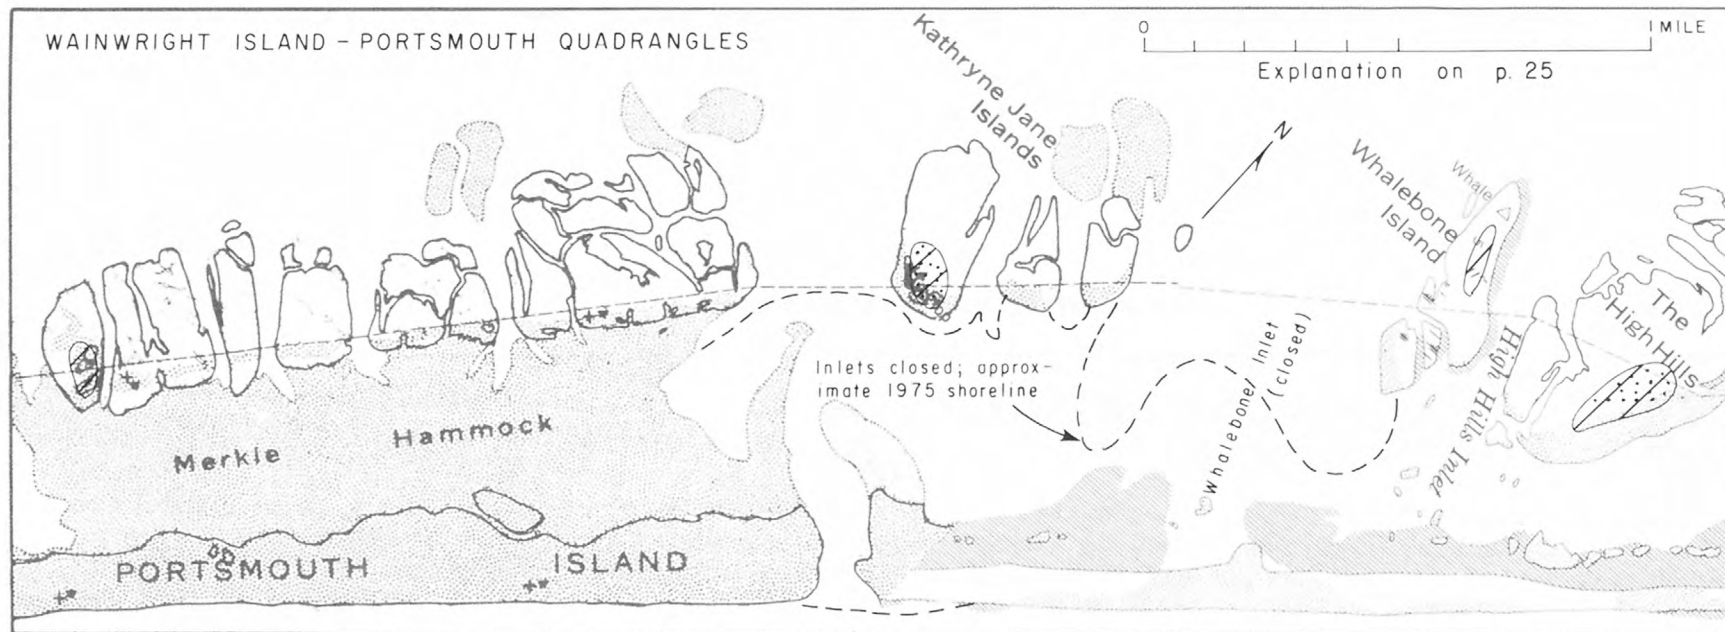 WAINWRIGHT ISLAND – PORTSMOUTH QUADRANGLES
0 1 MILE
Explanation on p. 25
Kathryne Jane
Islands
N
Whalebone
Island
Whale
The
High Hills
High Hills Inlet
Inlets closed; approx-
imate 1975 shoreline
Whalebone Inlet
(closed)
Merkle Hammock
PORTSMOUTH ISLAND